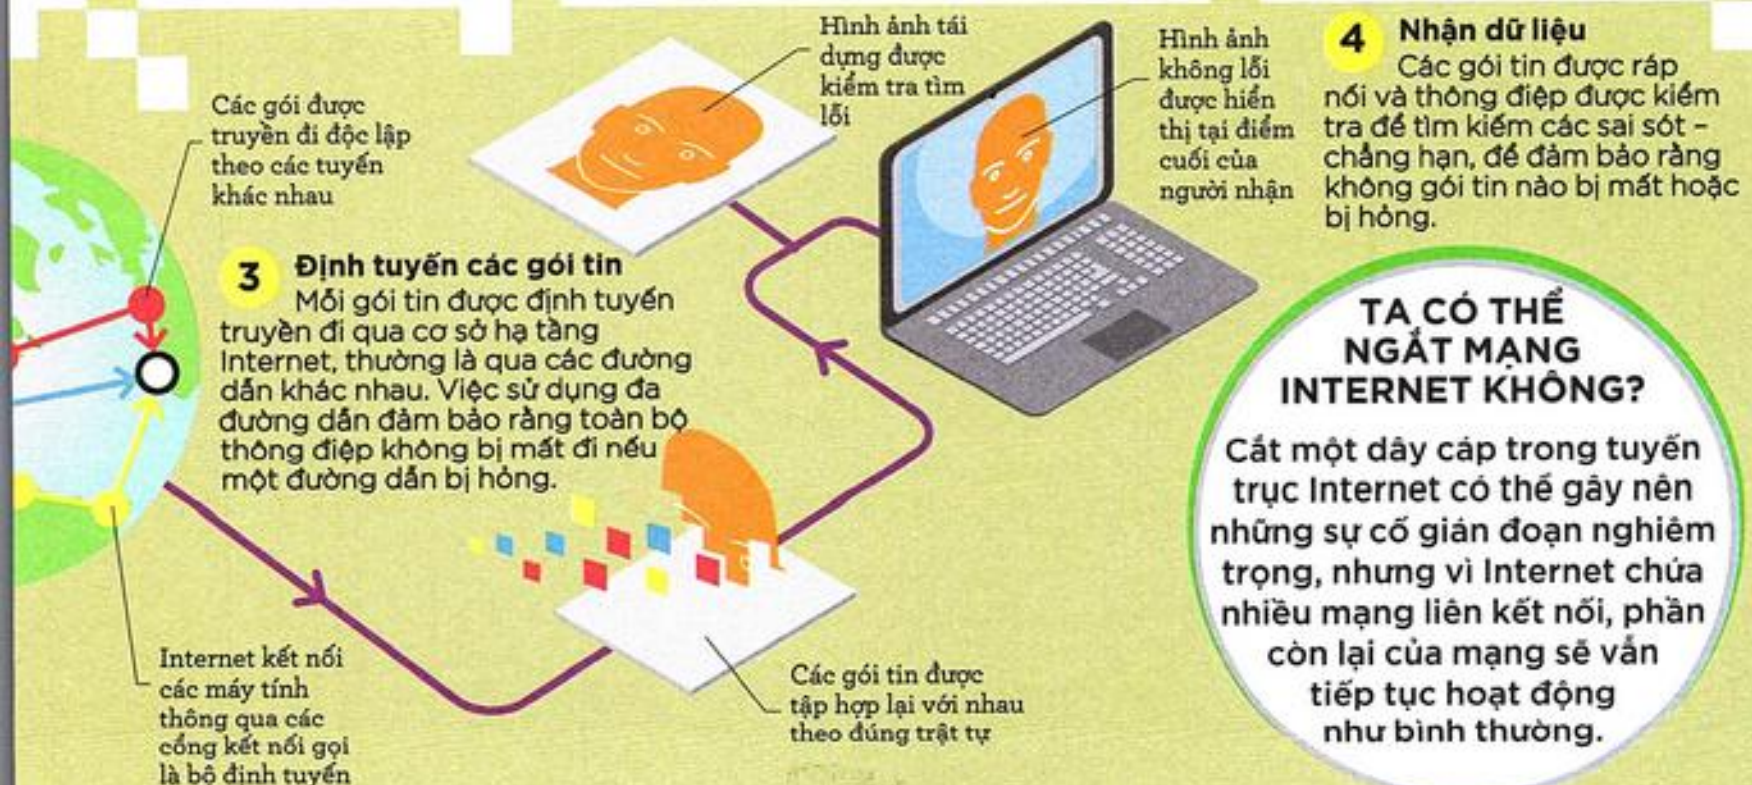 Các gói được
truyền đi độc lập
theo các tuyến
khác nhau
3 Định tuyến các gói tin
Mỗi gói tin được định tuyến
truyền đi qua cơ sở hạ tầng
Internet, thường là qua các đường
dẫn khác nhau. Việc sử dụng đa
đường dẫn đảm bảo rằng toàn bộ
thông điệp không bị mất đi nếu
một đường dẫn bị hỏng.
Internet kết nối
các máy tính
thông qua các
cổng kết nối gọi
là bộ định tuyến
Các gói tin được
tập hợp lại với nhau
theo đúng trật tự
Hình ảnh tái
dựng được
kiểm tra tìm
lỗi
Hình ảnh
không lỗi
được hiển
thị tại điểm
cuối của
người nhận
4 Nhận dữ liệu
Các gói tin được ráp
nối và thông điệp được kiểm
tra để tìm kiếm các sai sót –
chẳng hạn, để đảm bảo rằng
không gói tin nào bị mất hoặc
bị hỏng.
TA CÓ THỂ
NGẮT MẠNG
INTERNET KHÔNG?
Cắt một dây cáp trong tuyến
trục Internet có thể gây nên
những sự cố gián đoạn nghiêm
trọng, nhưng vì Internet chứa
nhiều mạng liên kết nối, phần
còn lại của mạng sẽ vẫn
tiếp tục hoạt động
như bình thường.